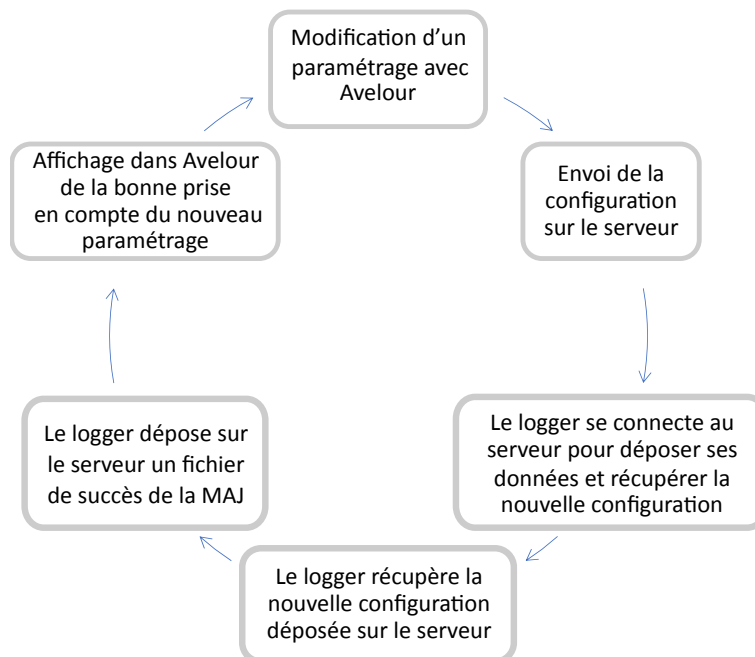 Modification d’un
paramétrage avec
Avelour
Envoi de la
configuration
sur le serveur
Le logger se connecte au
serveur pour déposer ses
données et récupérer la
nouvelle configuration
Le logger récupère la
nouvelle configuration
déposée sur le serveur
Le logger dépose sur
le serveur un fichier
de succès de la MAJ
Affichage dans Avelour
de la bonne prise
en compte du nouveau
paramétrage